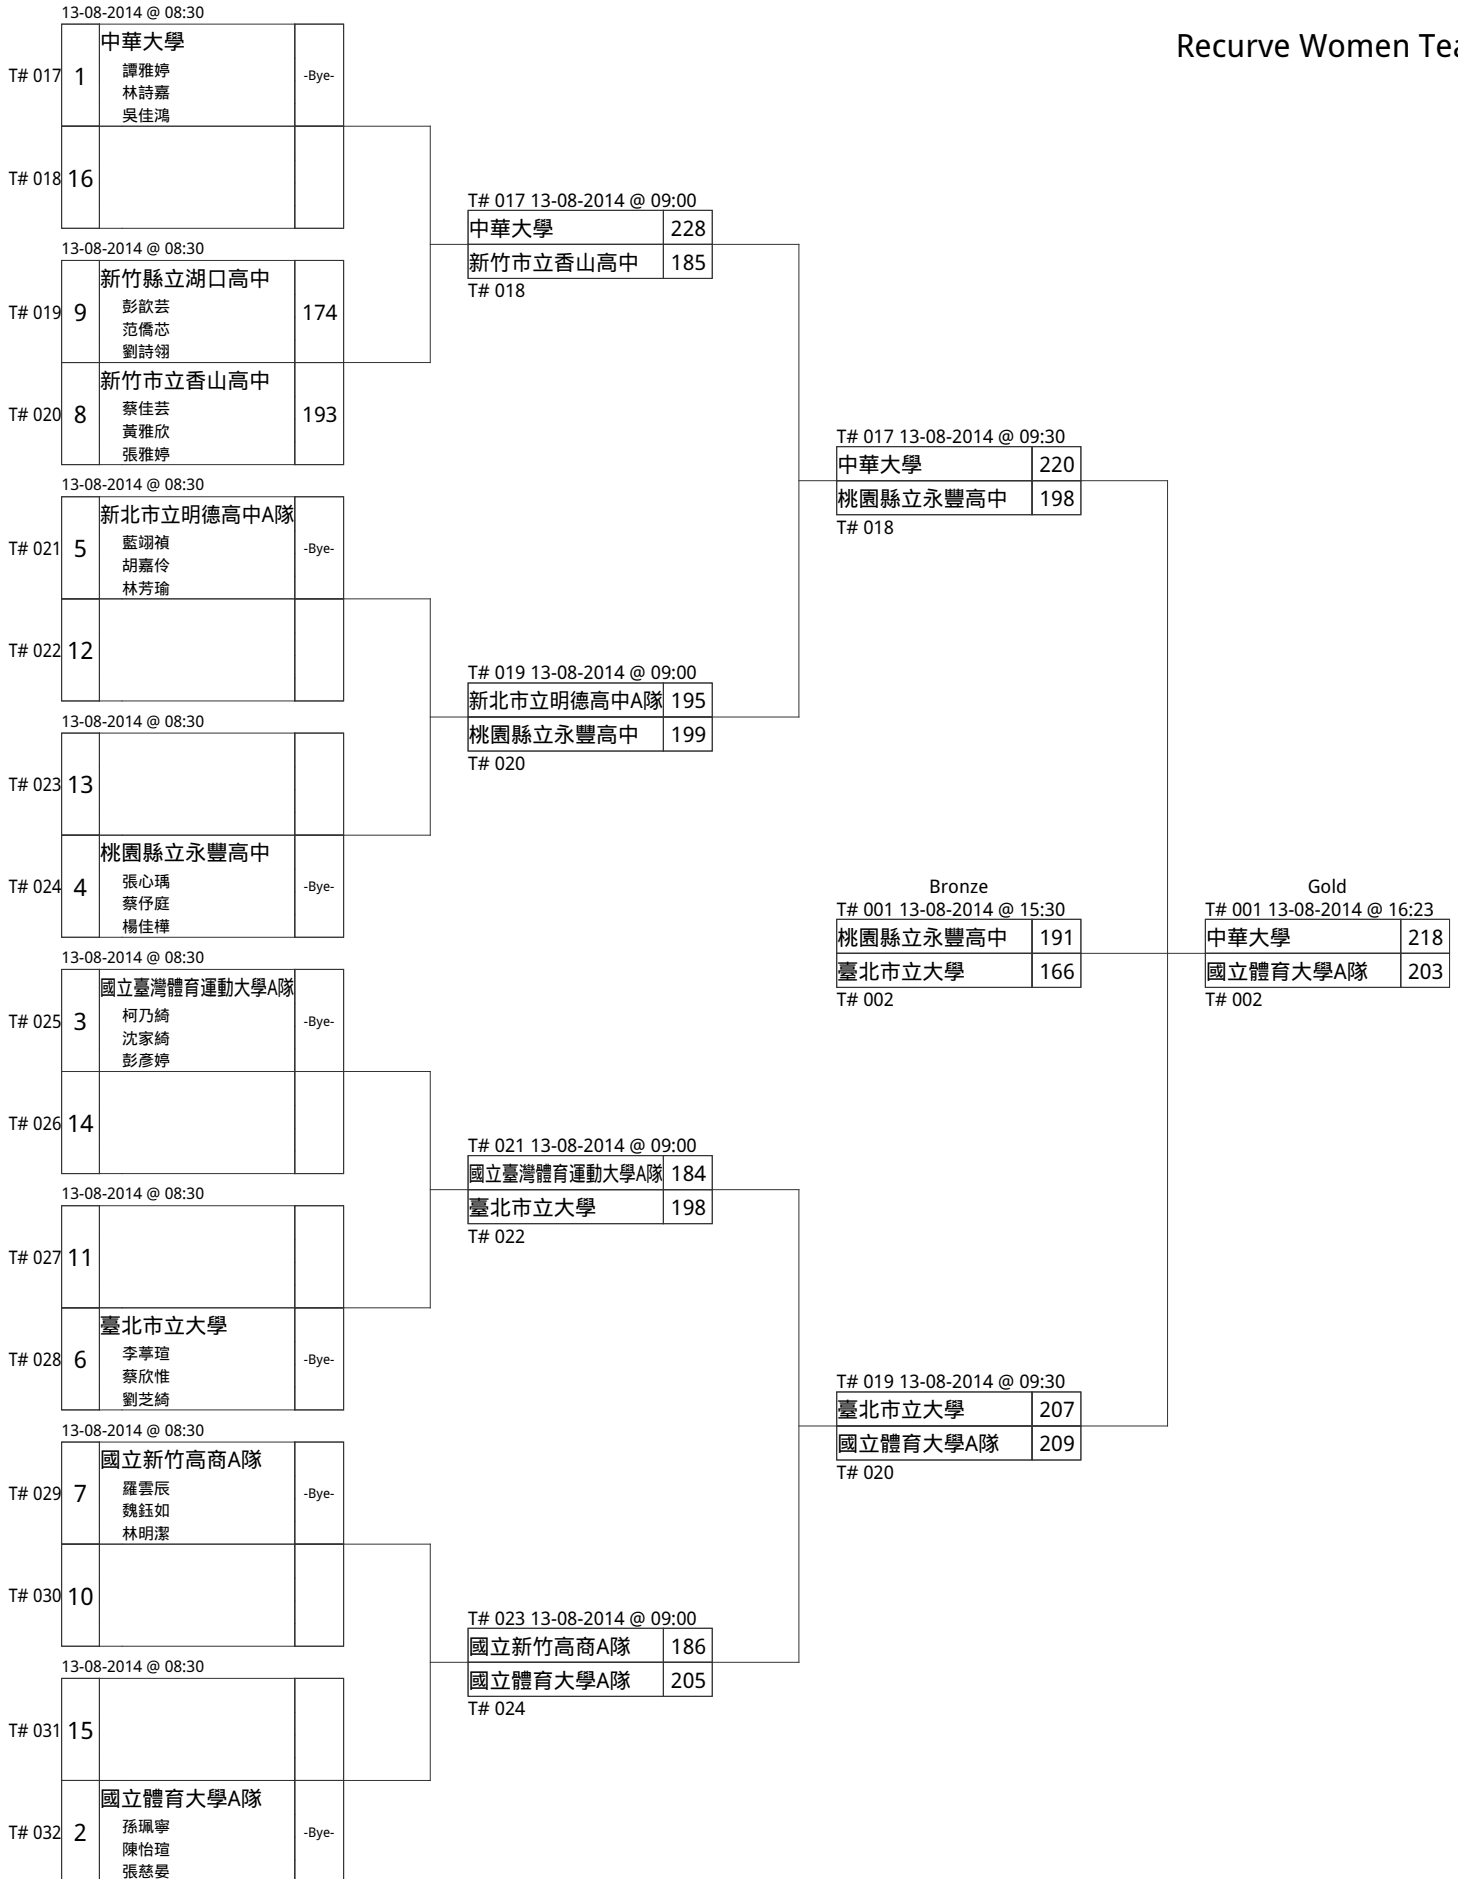 Recurve Women Tea
13-08-2014 @ 08:30
T# 017 1 中華大學 -Bye-
譚雅婷
林詩嘉
吳佳鴻
T# 018 16
13-08-2014 @ 08:30
T# 019 9 新竹縣立湖口高中 174
彭歆芸
范僑芯
劉詩翎
T# 020 8 新竹市立香山高中 193
蔡佳芸
黃雅欣
張雅婷
13-08-2014 @ 08:30
T# 021 5 新北市立明德高中A隊 -Bye-
藍翊禎
胡嘉伶
林芳瑜
T# 022 12
13-08-2014 @ 08:30
T# 023 13
T# 024 4 桃園縣立永豐高中 -Bye-
張心瑀
蔡伃庭
楊佳樺
13-08-2014 @ 08:30
T# 025 3 國立臺灣體育運動大學A隊 -Bye-
柯乃綺
沈家綺
彭彥婷
T# 026 14
13-08-2014 @ 08:30
T# 027 11
T# 028 6 臺北市立大學 -Bye-
李葶瑄
蔡欣惟
劉芝綺
13-08-2014 @ 08:30
T# 029 7 國立新竹高商A隊 -Bye-
羅雲辰
魏鈺如
林明潔
T# 030 10
13-08-2014 @ 08:30
T# 031 15
T# 032 2 國立體育大學A隊 -Bye-
孫珮寧
陳怡瑄
張慈晏
T# 017 13-08-2014 @ 09:00
中華大學 228
新竹市立香山高中 185
T# 018
T# 019 13-08-2014 @ 09:00
新北市立明德高中A隊 195
桃園縣立永豐高中 199
T# 020
T# 021 13-08-2014 @ 09:00
國立臺灣體育運動大學A隊 184
臺北市立大學 198
T# 022
T# 023 13-08-2014 @ 09:00
國立新竹高商A隊 186
國立體育大學A隊 205
T# 024
T# 017 13-08-2014 @ 09:30
中華大學 220
桃園縣立永豐高中 198
T# 018
Bronze
T# 001 13-08-2014 @ 15:30
桃園縣立永豐高中 191
臺北市立大學 166
T# 002
T# 019 13-08-2014 @ 09:30
臺北市立大學 207
國立體育大學A隊 209
T# 020
Gold
T# 001 13-08-2014 @ 16:23
中華大學 218
國立體育大學A隊 203
T# 002